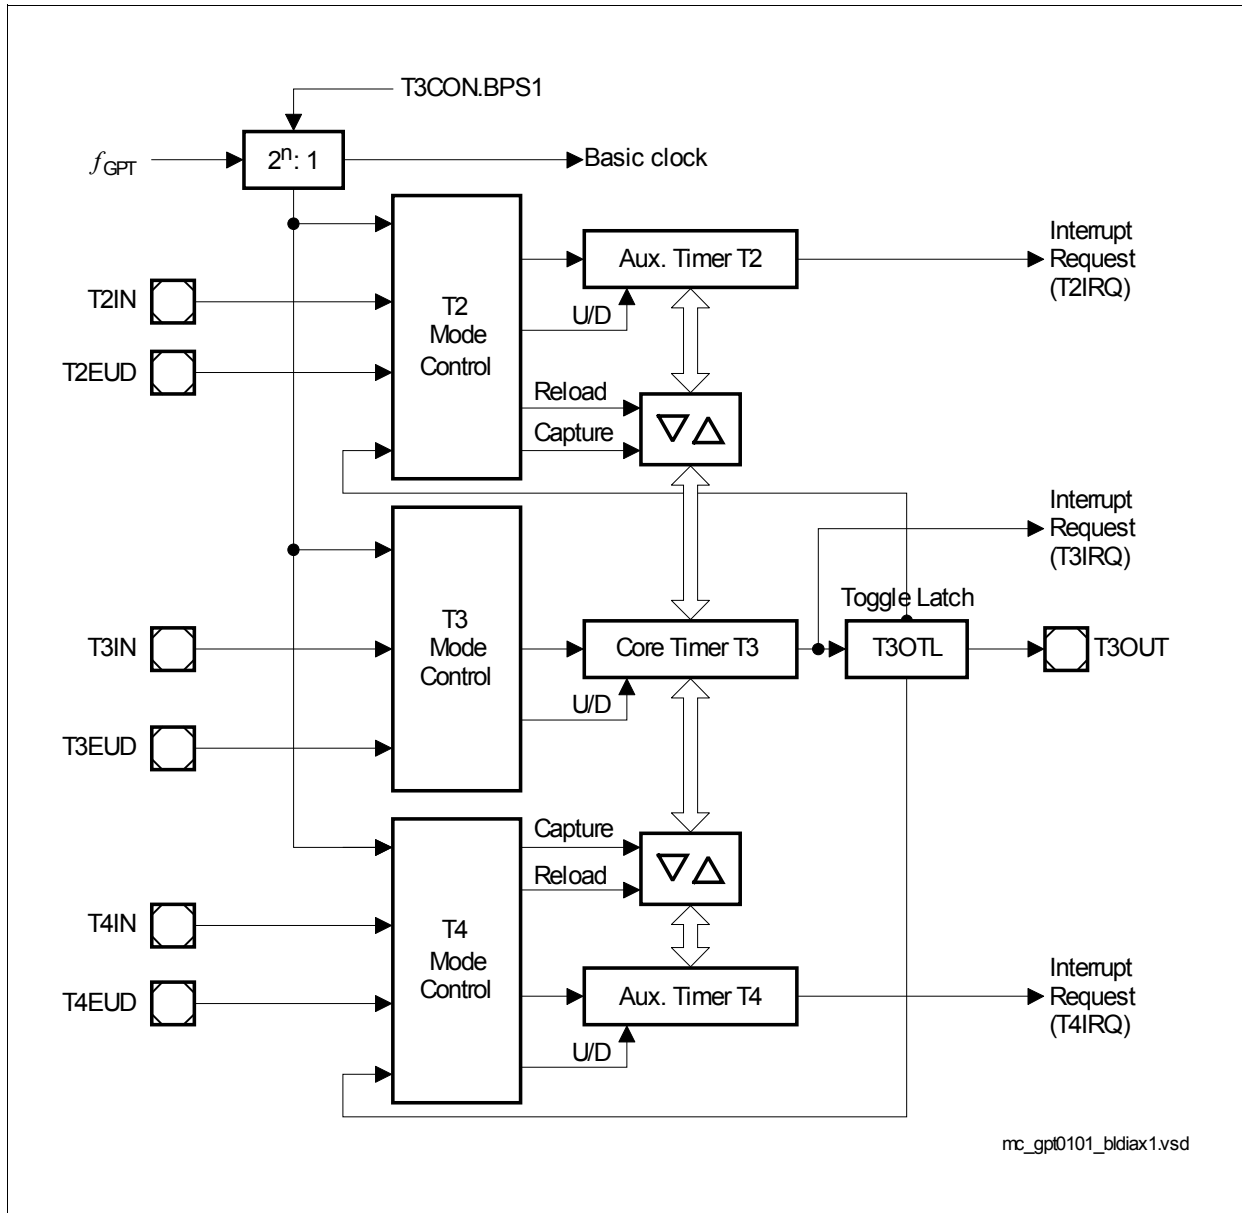 T3CON.BPS1
fGPT
2n: 1
Basic clock
T2IN
T2EUD
T2
Mode
Control
Aux. Timer T2
U/D
Reload
Capture
Interrupt
Request
(T2IRQ)
Interrupt
Request
(T3IRQ)
T3IN
T3EUD
T3
Mode
Control
Core Timer T3
U/D
Toggle Latch
T3OTL
T3OUT
T4IN
T4EUD
T4
Mode
Control
Capture
Reload
Aux. Timer T4
U/D
Interrupt
Request
(T4IRQ)
mc_gpt0101_bldiax1.vsd